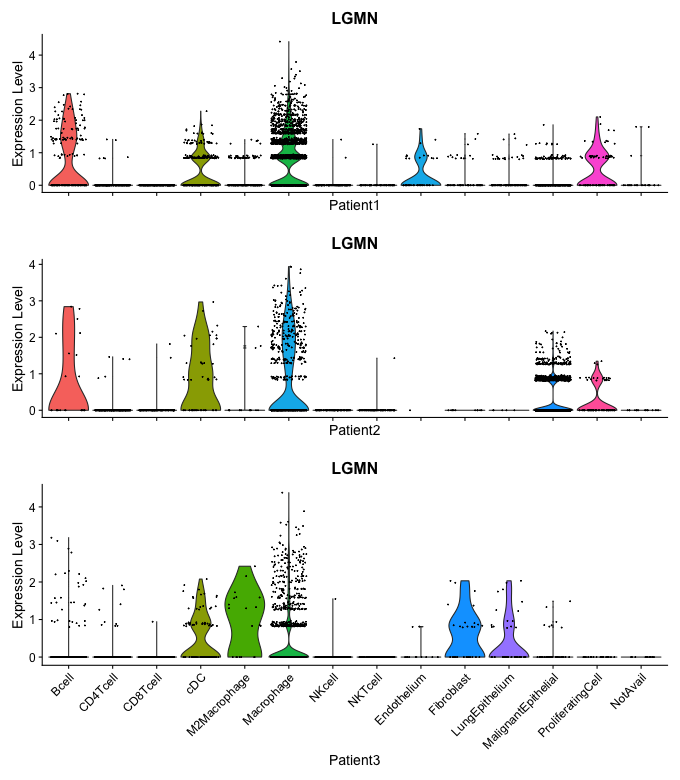 LGMN
Expression Level
4
3
2
1
0
Patient1
LGMN
Expression Level
4
3
2
1
0
Patient2
LGMN
Expression Level
4
3
2
1
0
Bcell
CD4Tcell
CD8Tcell
cDC
M2Macrophage
Macrophage
NKcell
NKTcell
Endothelium
Fibroblast
LungEpithelium
MalignantEpithelial
ProliferatingCell
NotAvail
Patient3